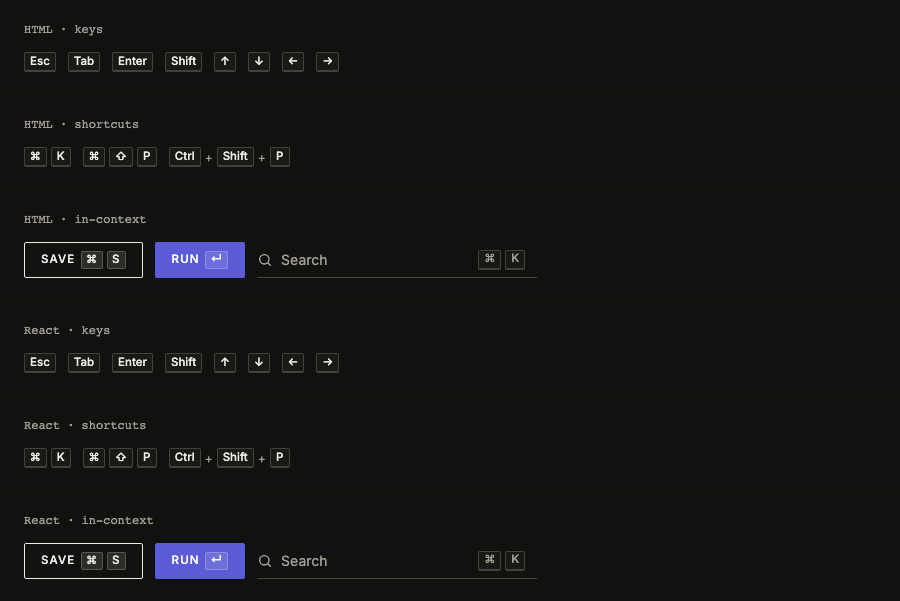 HTML · keys
Esc Tab Enter Shift ↑ ↓ ← →
HTML · shortcuts
⌘ K ⌘ ⇧ P Ctrl + Shift + P
HTML · in-context
SAVE ⌘ S RUN ↵ Search ⌘ K
React · keys
Esc Tab Enter Shift ↑ ↓ ← →
React · shortcuts
⌘ K ⌘ ⇧ P Ctrl + Shift + P
React · in-context
SAVE ⌘ S RUN ↵ Search ⌘ K